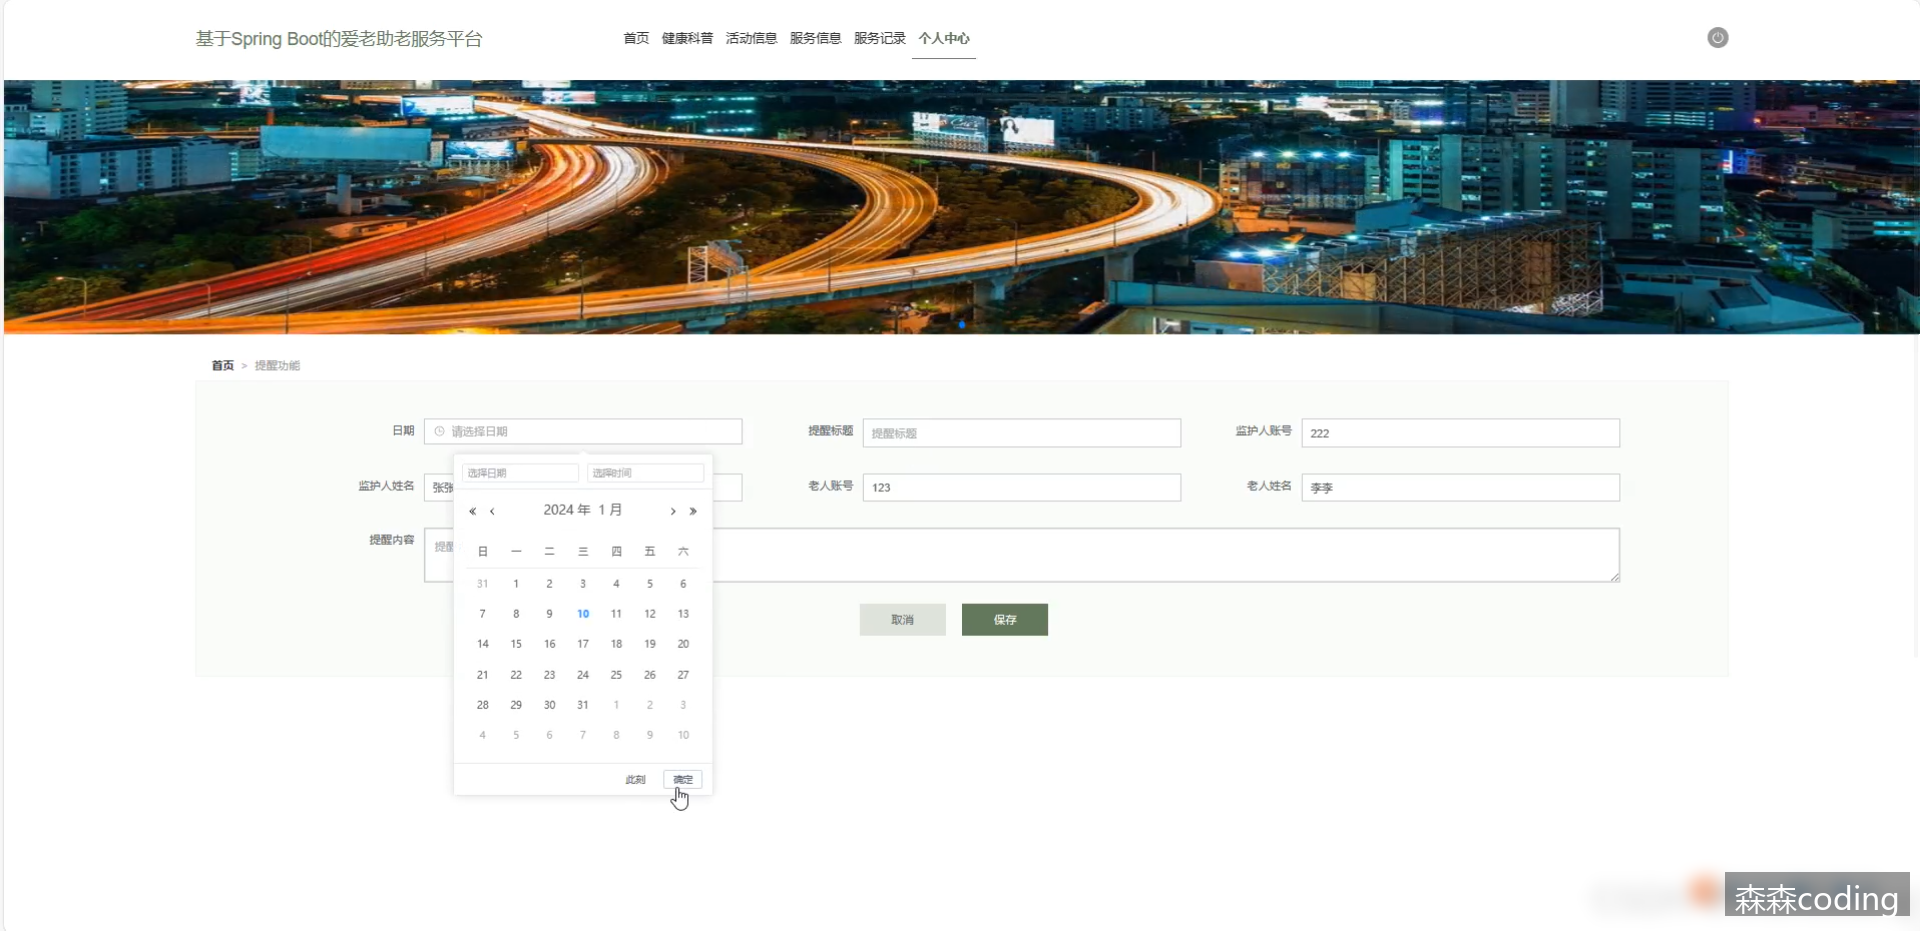 基于Spring Boot的爱老助老服务平台
首页 健康科普 活动信息 服务信息 服务记录 个人中心
首页 > 提醒功能
日期 请选择日期 提醒标题 提醒标题 监护人账号 222
选择日期 选择时间
监护人姓名 张张 老人账号 123 老人姓名 李李
« ‹ 2024 年 1 月 › »
提醒内容 提醒
日 一 二 三 四 五 六
31 1 2 3 4 5 6
7 8 9 10 11 12 13
取消 保存
14 15 16 17 18 19 20
21 22 23 24 25 26 27
28 29 30 31 1 2 3
4 5 6 7 8 9 10
此刻 确定
森森coding